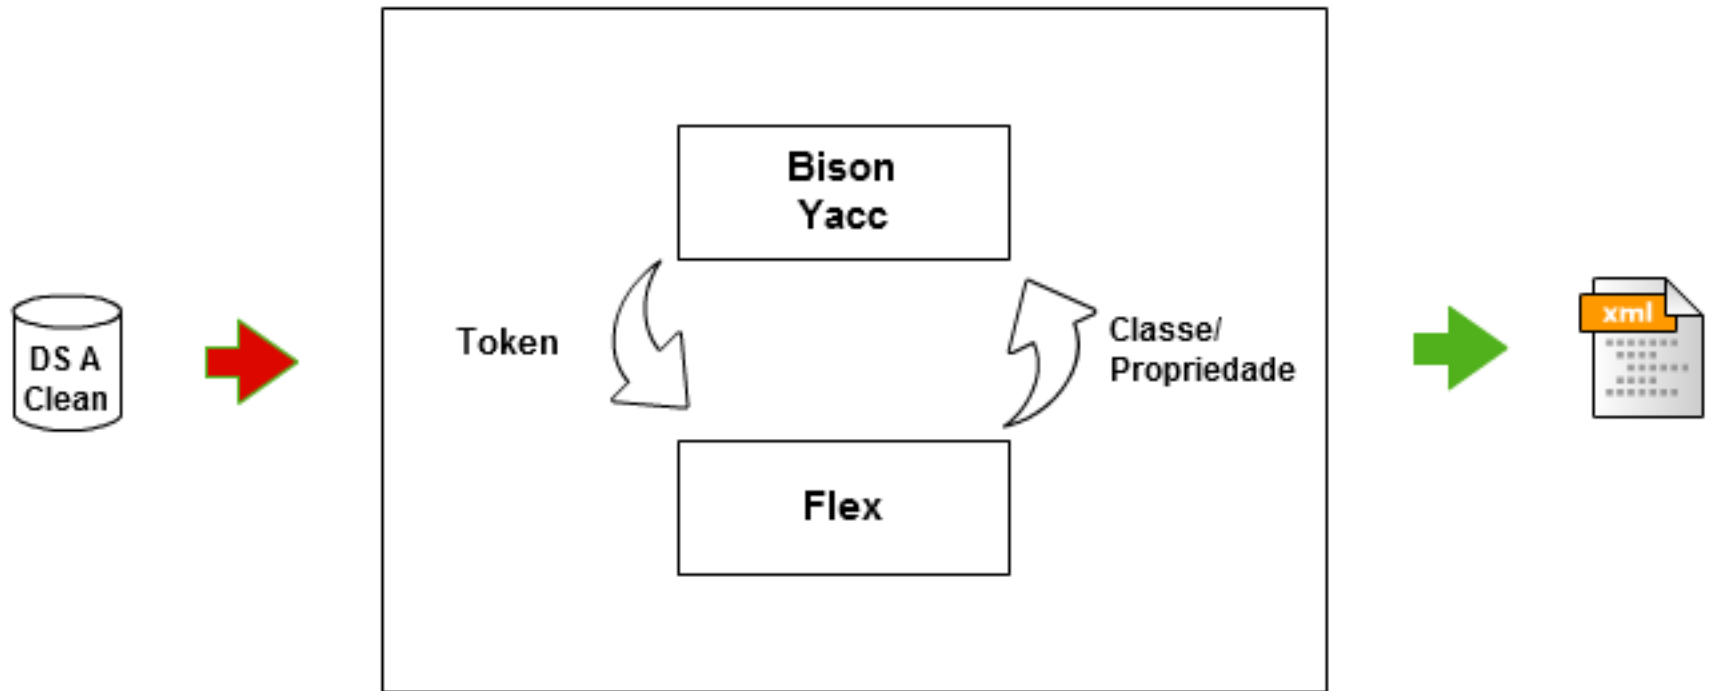 Bison
Yacc
Token
Classe/
Propriedade
DS A
Clean
xml
Flex